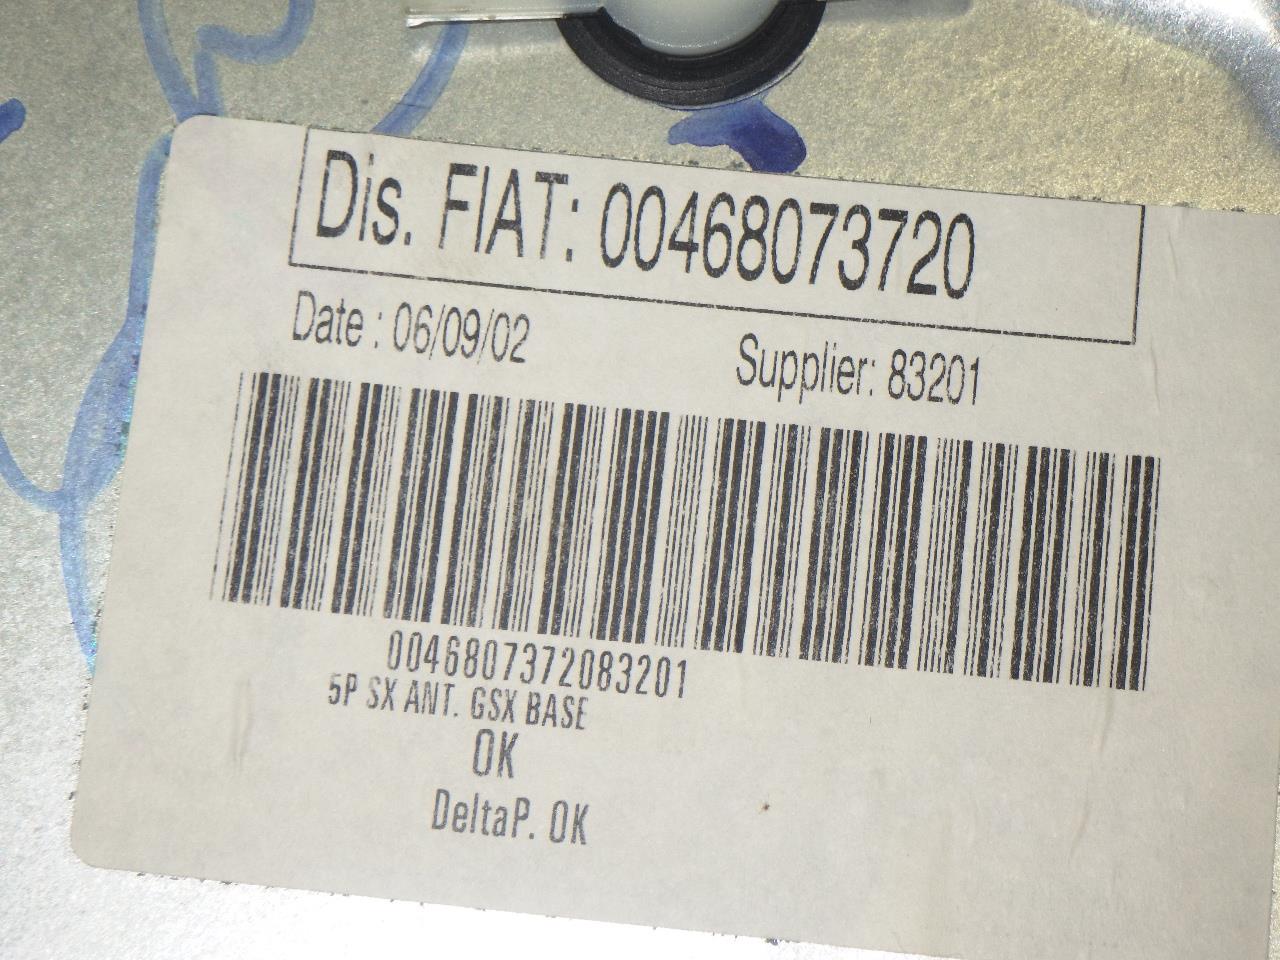 Dis. FIAT: 00468073720
Date : 06/09/02
Supplier: 83201
0046807372083201
5P SX ANT. GSX BASE
OK
DeltaP. OK